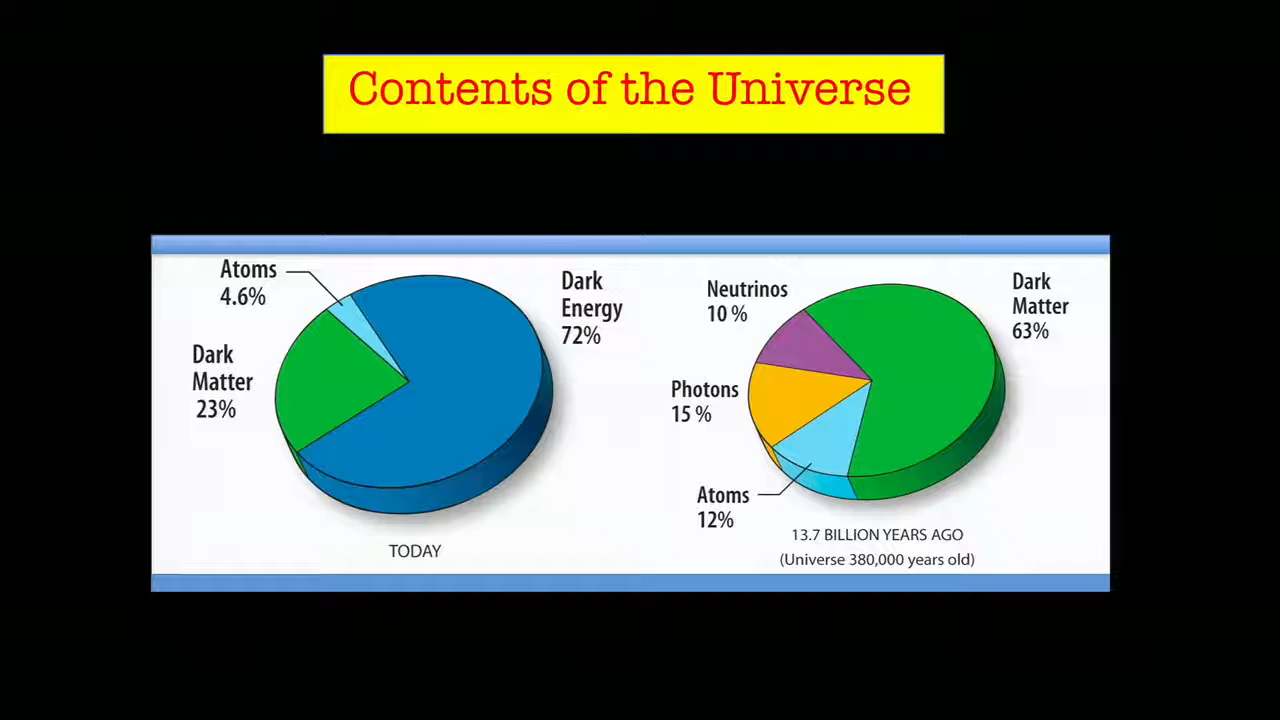 Contents of the Universe
Atoms
4.6%
Dark
Energy
72%
Dark
Matter
23%
TODAY
Neutrinos
10 %
Dark
Matter
63%
Photons
15 %
Atoms
12%
13.7 BILLION YEARS AGO
(Universe 380,000 years old)